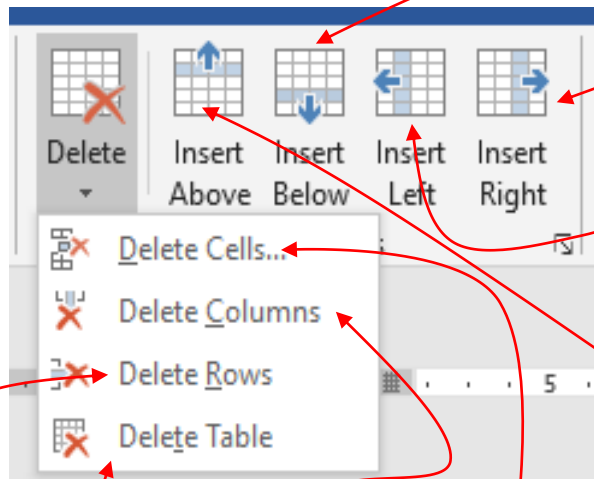 Delete Insert Insert Insert Insert
Above Below Left Right
Delete Cells...
Delete Columns
Delete Rows
5
Delete Table